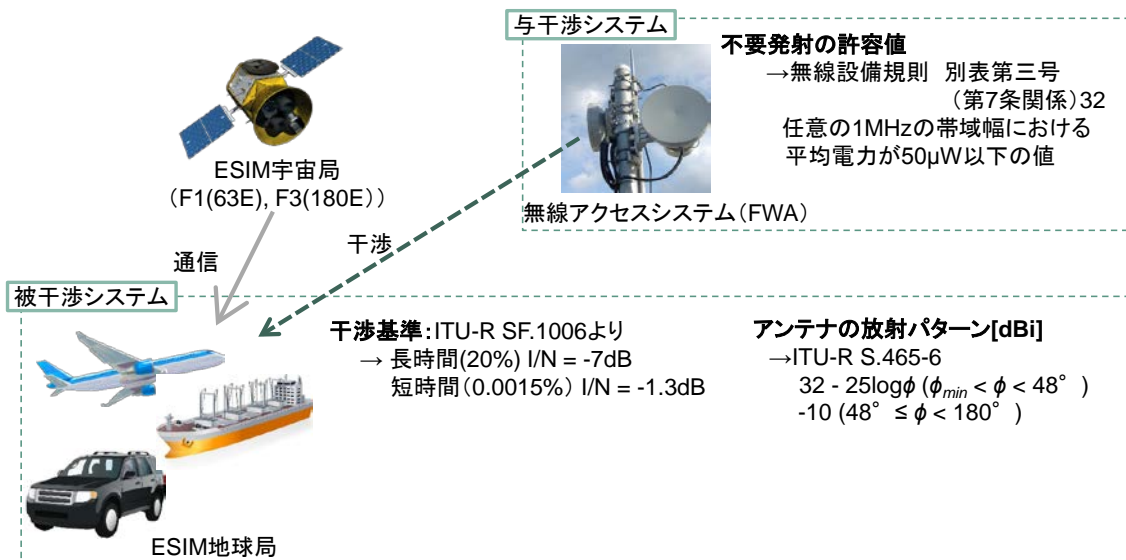 与干渉システム
不要発射の許容値
→無線設備規則 別表第三号
(第7条関係)32
任意の1MHzの帯域幅における
平均電力が50μW以下の値
無線アクセスシステム(FWA)
ESIM宇宙局
(F1(63E), F3(180E))
干渉
通信
被干渉システム
干渉基準:ITU-R SF.1006より
→ 長時間(20%) I/N = -7dB
短時間(0.0015%) I/N = -1.3dB
アンテナの放射パターン[dBi]
→ITU-R S.465-6
32 - 25logϕ (ϕmin < ϕ < 48°)
-10 (48° ≤ ϕ < 180°)
ESIM地球局